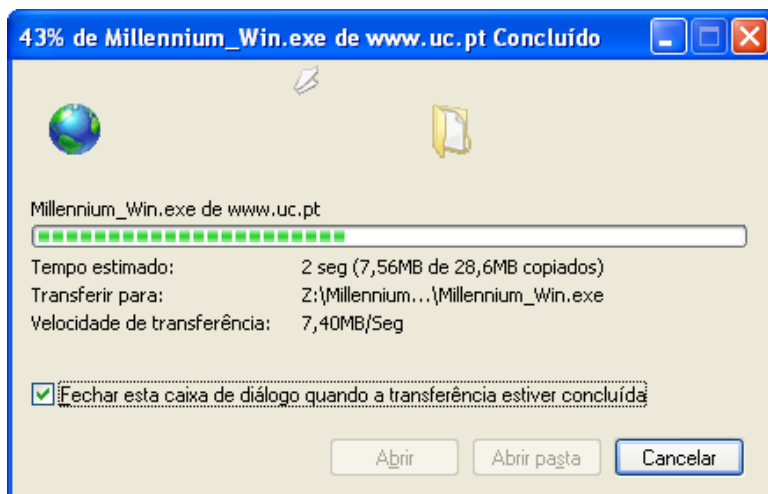 43% de Millennium_Win.exe de www.uc.pt Concluído
Millennium_Win.exe de www.uc.pt
Tempo estimado: 2 seg (7,56MB de 28,6MB copiados)
Transferir para: Z:\Millennium...\Millennium_Win.exe
Velocidade de transferência: 7,40MB/Seg
Fechar esta caixa de diálogo quando a transferência estiver concluída
Abrir Abrir pasta Cancelar